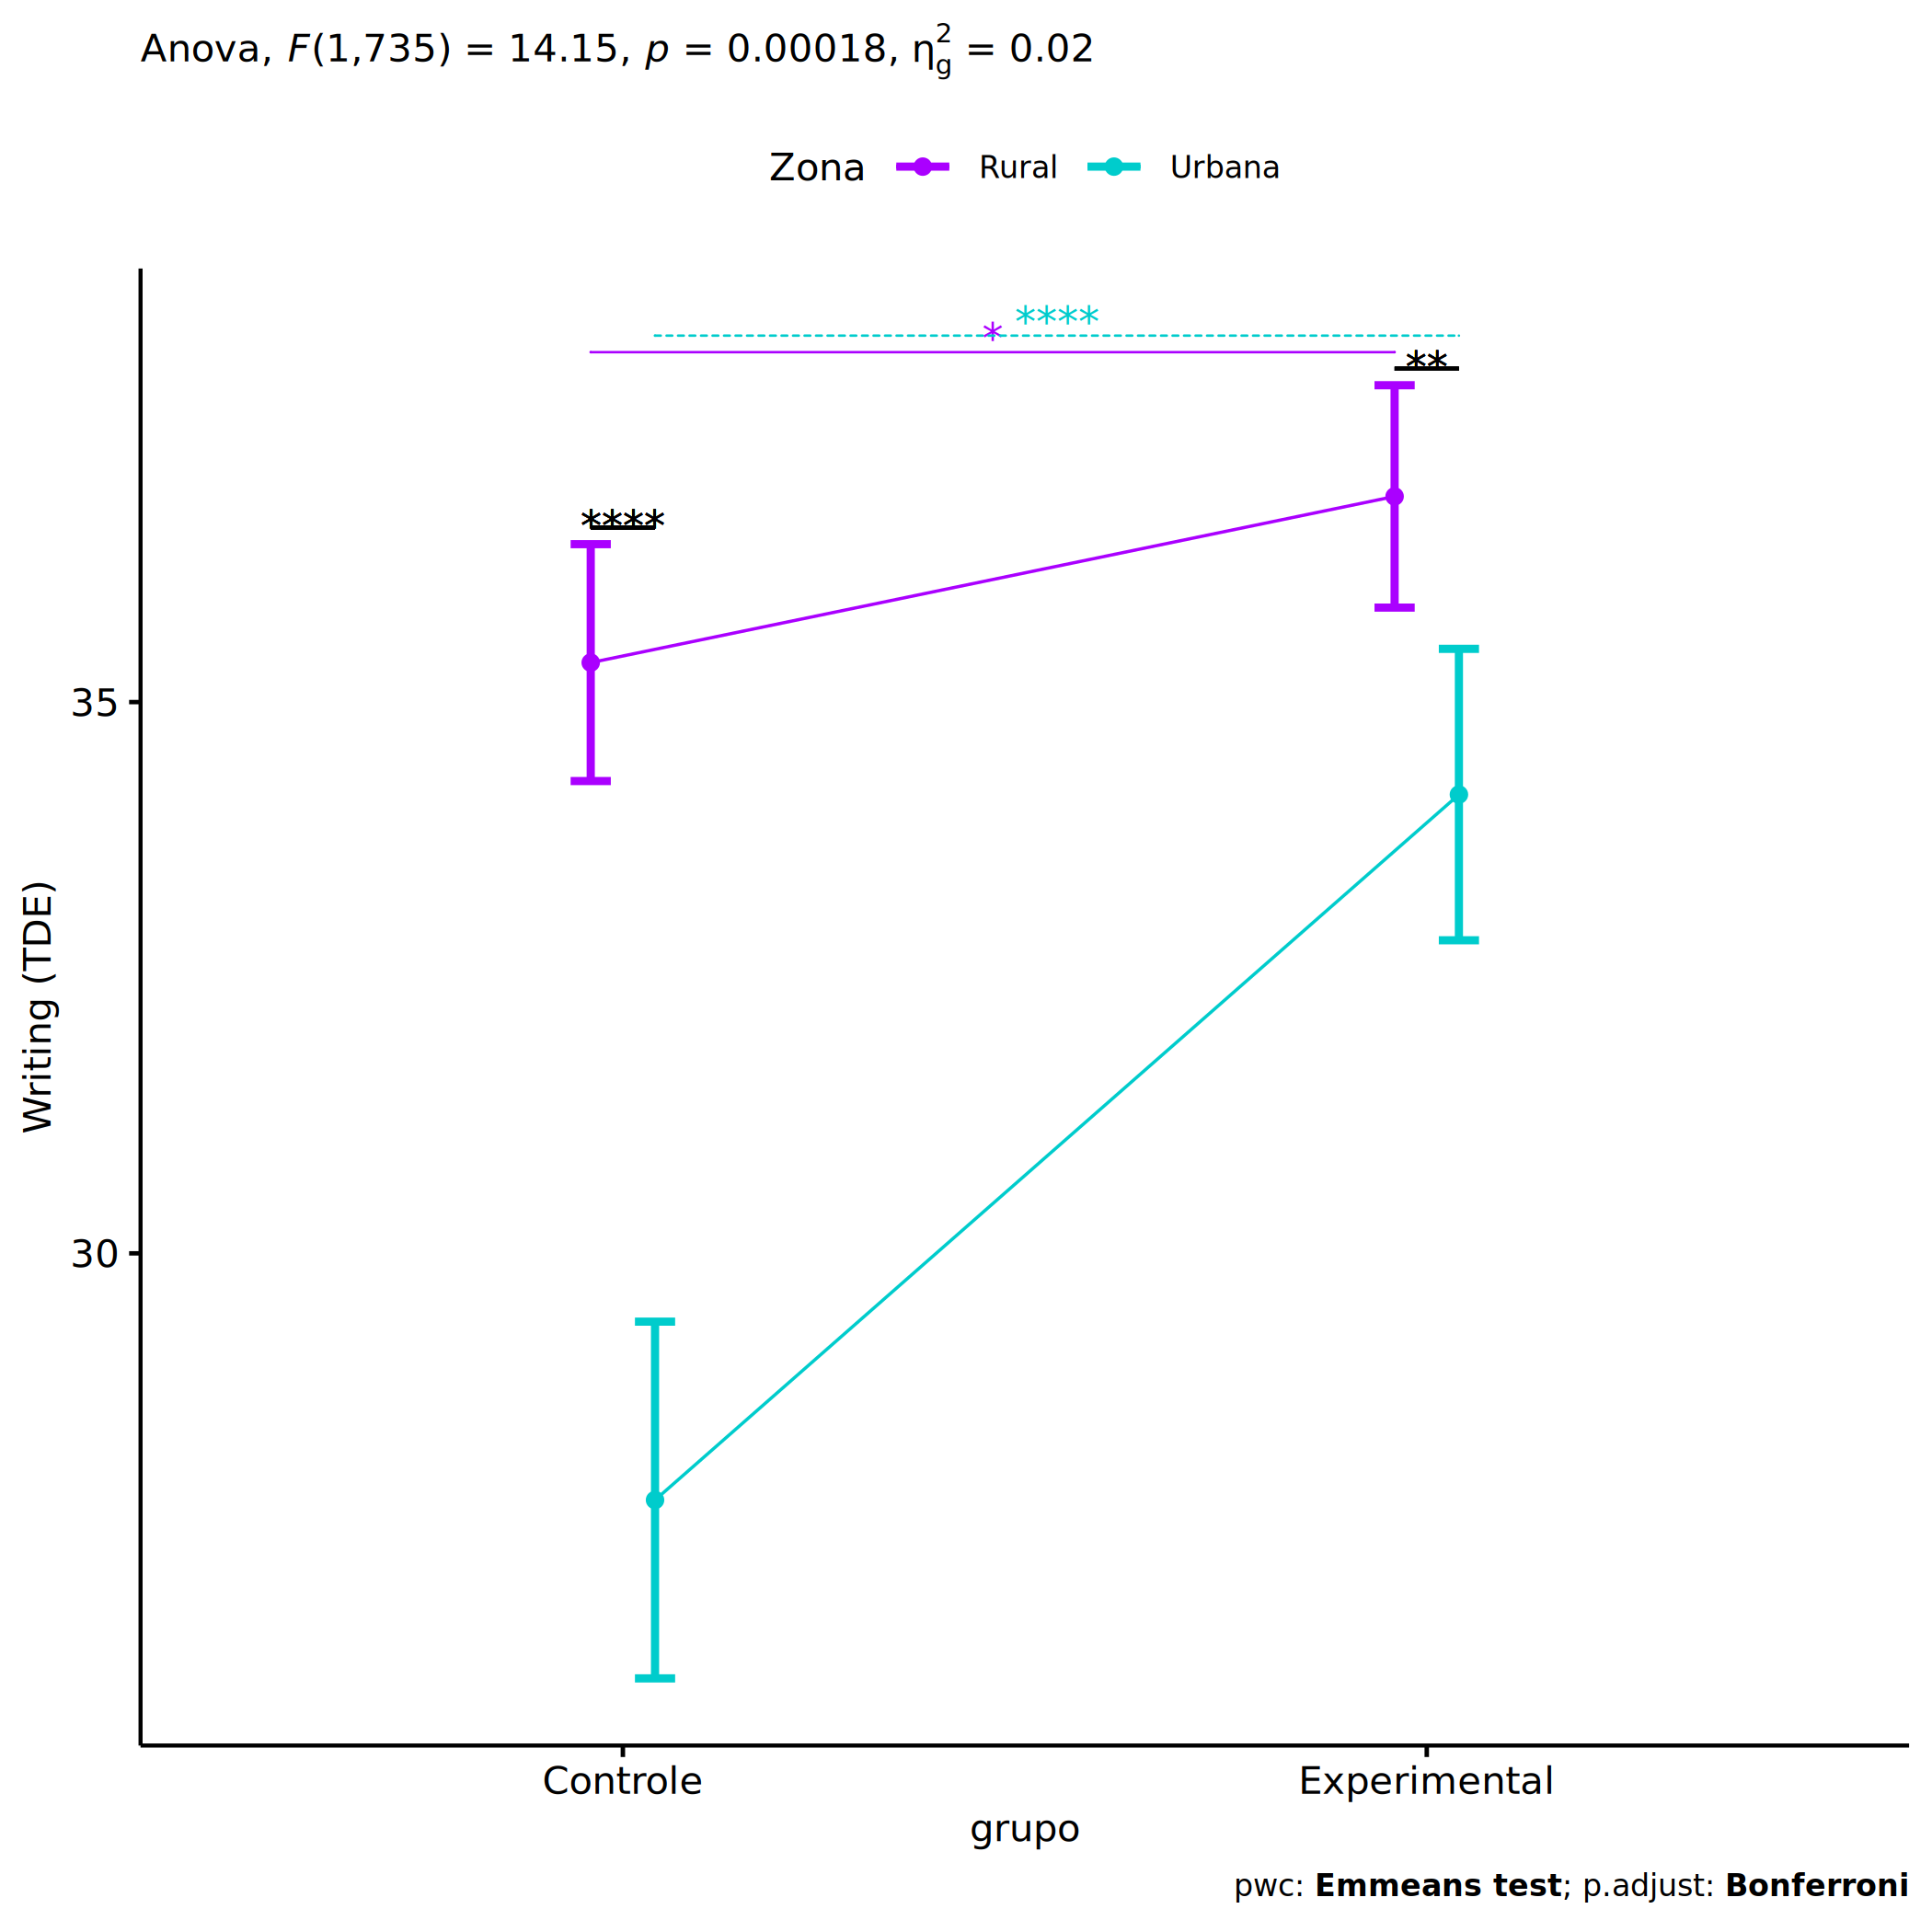 Anova, F(1,735) = 14.15, p = 0.00018, η²g = 0.02
Zona Rural Urbana
****
*
**
****
35
Writing (TDE)
30
Controle Experimental
grupo
pwc: Emmeans test; p.adjust: Bonferroni